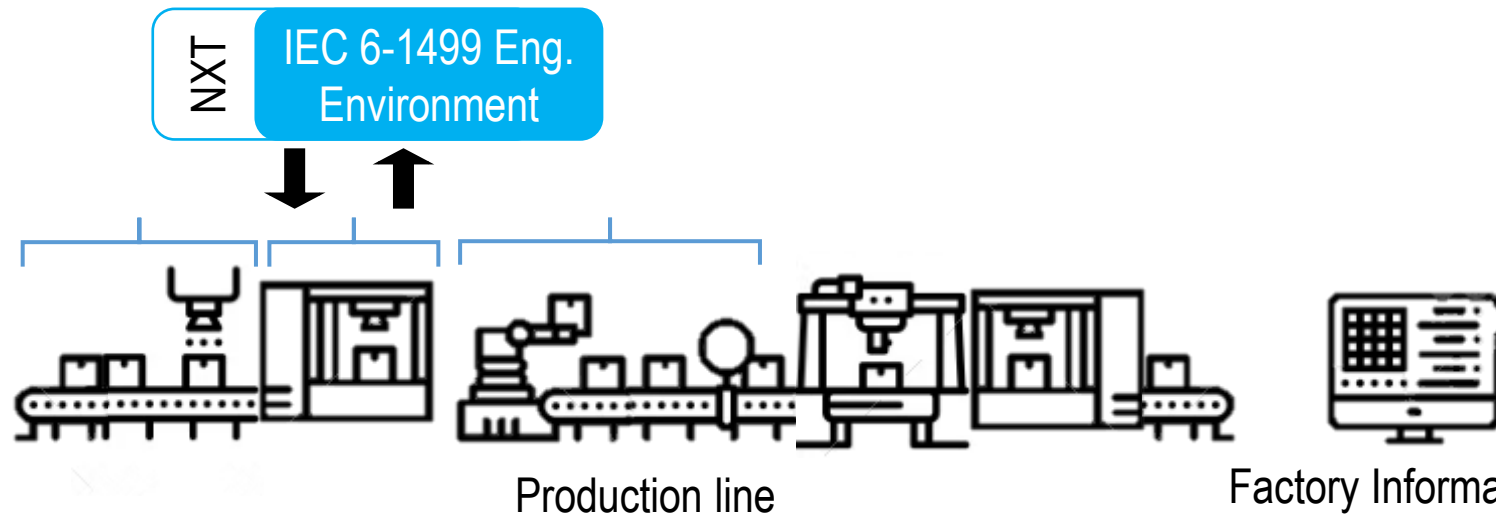 NXT
IEC 6-1499 Eng.
Environment
Production line
Factory Informa